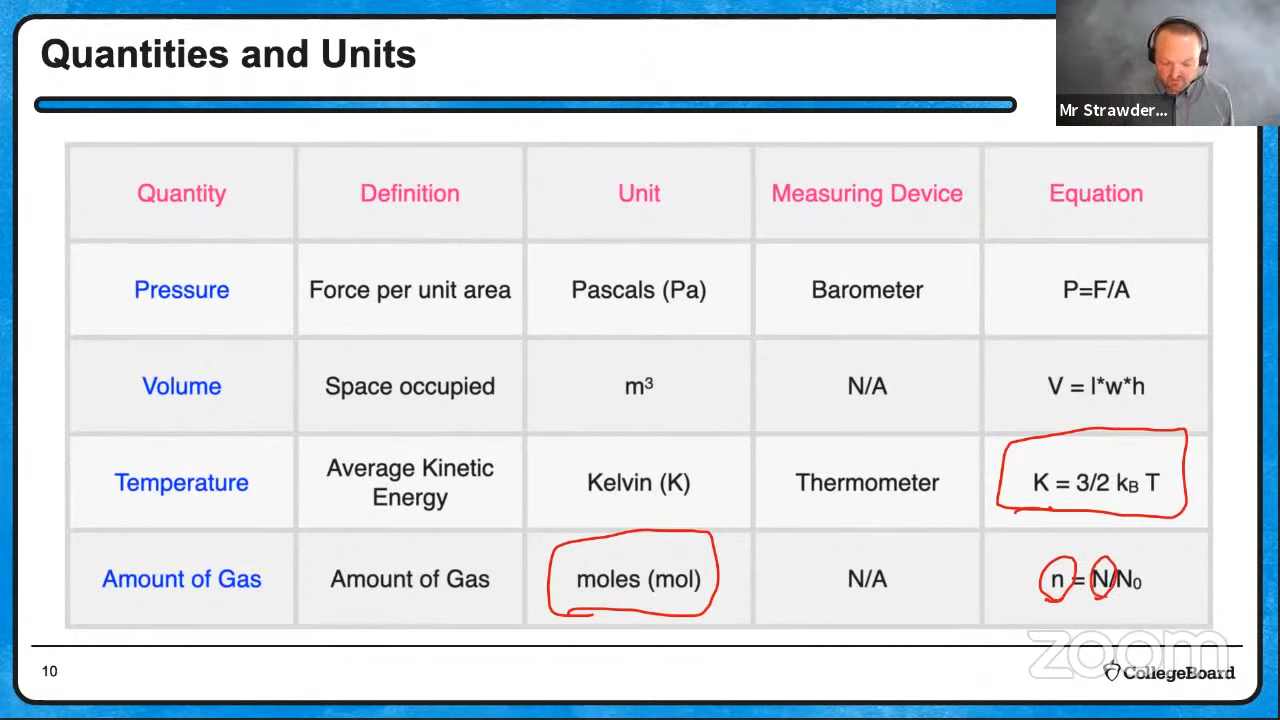 Quantities and Units
Mr Strawder...
Quantity Definition Unit Measuring Device Equation
Pressure Force per unit area Pascals (Pa) Barometer P=F/A
Volume Space occupied m³ N/A V = l*w*h
Temperature Average Kinetic Energy Kelvin (K) Thermometer K = 3/2 kB T
Amount of Gas Amount of Gas moles (mol) N/A n = N/N₀
zoom
10
CollegeBoard